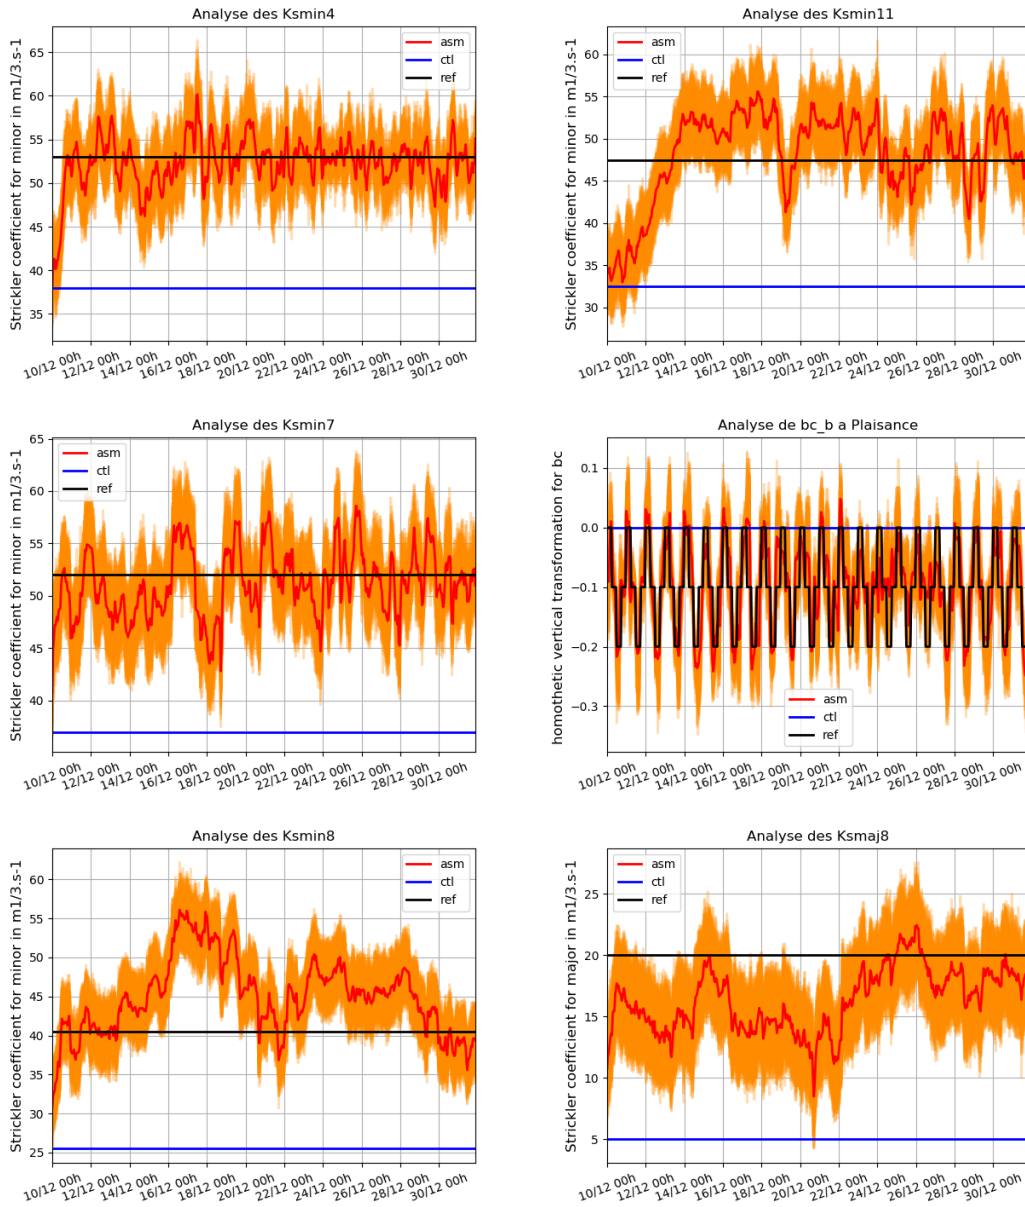 Analyse des Ksmin4
Strickler coefficient for minor in m1/3.s-1
65
60
55
50
45
40
35
asm
ctl
ref
10/12 00h
12/12 00h
14/12 00h
16/12 00h
18/12 00h
20/12 00h
22/12 00h
24/12 00h
26/12 00h
28/12 00h
30/12 00h
Analyse des Ksmin11
Strickler coefficient for minor in m1/3.s-1
60
55
50
45
40
35
30
asm
ctl
ref
10/12 00h
12/12 00h
14/12 00h
16/12 00h
18/12 00h
20/12 00h
22/12 00h
24/12 00h
26/12 00h
28/12 00h
30/12 00h
Analyse des Ksmin7
Strickler coefficient for minor in m1/3.s-1
65
60
55
50
45
40
asm
ctl
ref
10/12 00h
12/12 00h
14/12 00h
16/12 00h
18/12 00h
20/12 00h
22/12 00h
24/12 00h
26/12 00h
28/12 00h
30/12 00h
Analyse de bc_b a Plaisance
homothetic vertical transformation for bc
0.1
0.0
−0.1
−0.2
−0.3
asm
ctl
ref
10/12 00h
12/12 00h
14/12 00h
16/12 00h
18/12 00h
20/12 00h
22/12 00h
24/12 00h
26/12 00h
28/12 00h
30/12 00h
Analyse des Ksmin8
Strickler coefficient for minor in m1/3.s-1
60
55
50
45
40
35
30
25
asm
ctl
ref
10/12 00h
12/12 00h
14/12 00h
16/12 00h
18/12 00h
20/12 00h
22/12 00h
24/12 00h
26/12 00h
28/12 00h
30/12 00h
Analyse des Ksmaj8
Strickler coefficient for major in m1/3.s-1
25
20
15
10
5
asm
ctl
ref
10/12 00h
12/12 00h
14/12 00h
16/12 00h
18/12 00h
20/12 00h
22/12 00h
24/12 00h
26/12 00h
28/12 00h
30/12 00h